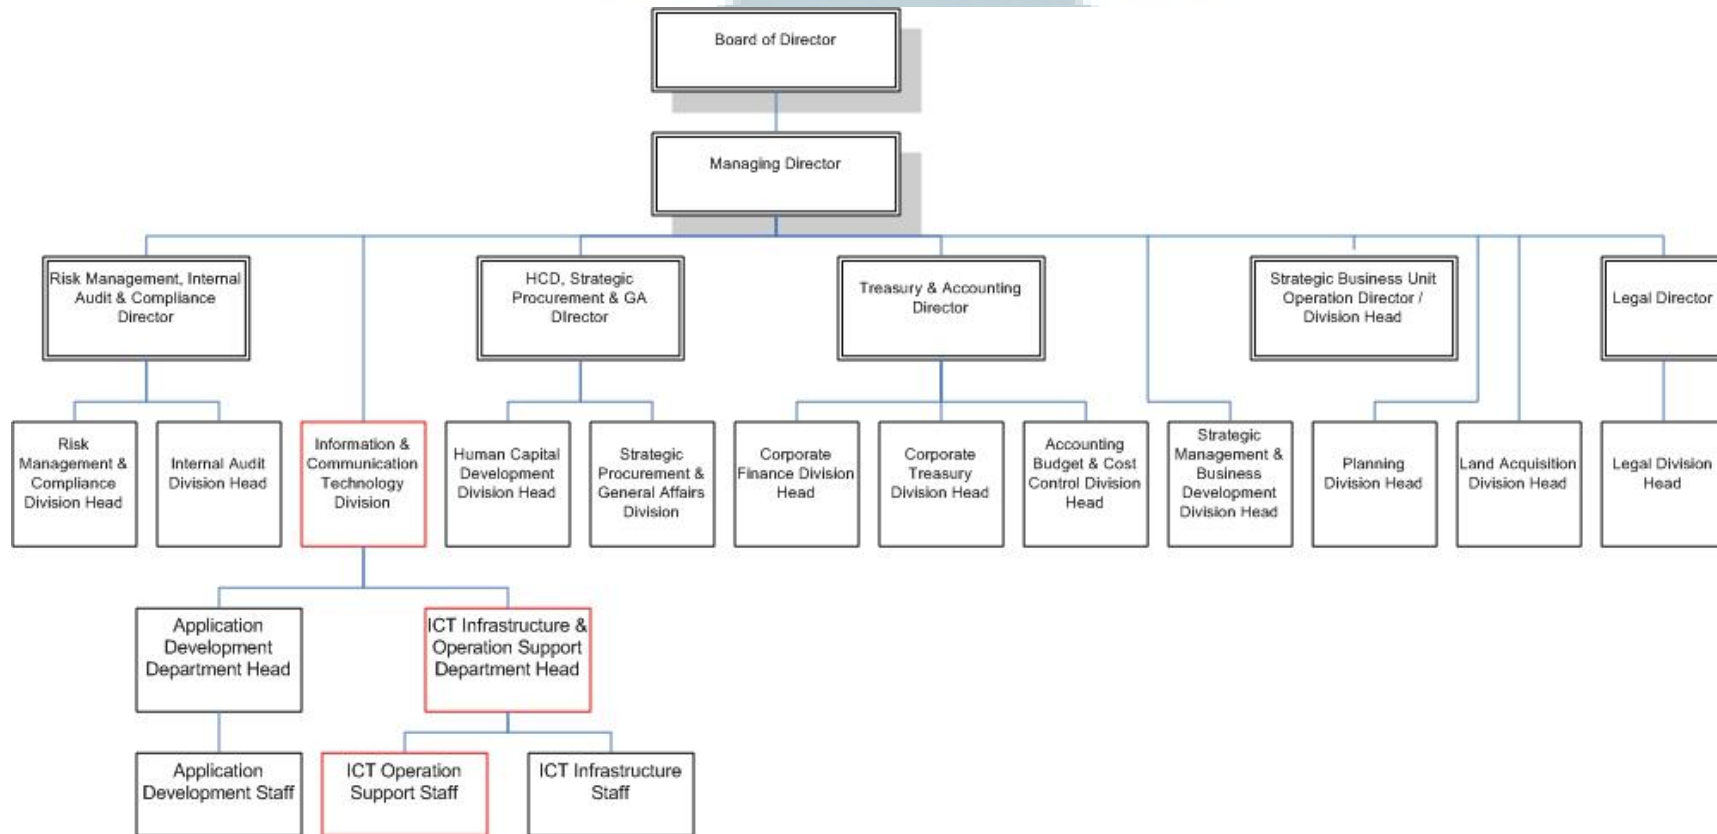 Board of Director
Managing Director
Risk Management, Internal
Audit & Compliance
Director
HCD, Strategic
Procurement & GA
DIrector
Treasury & Accounting
Director
Strategic Business Unit
Operation Director /
Division Head
Legal Director
Risk
Management &
Compliance
Division Head
Internal Audit
Division Head
Information &
Communication
Technology
Division
Human Capital
Development
Division Head
Strategic
Procurement &
General Affairs
Division
Corporate
Finance Division
Head
Corporate
Treasury
Division Head
Accounting
Budget & Cost
Control Division
Head
Strategic
Management &
Business
Development
Division Head
Planning
Division Head
Land Acquisition
Division Head
Legal Division
Head
Application
Development
Department Head
ICT Infrastructure &
Operation Support
Department Head
Application
Development Staff
ICT Operation
Support Staff
ICT Infrastructure
Staff